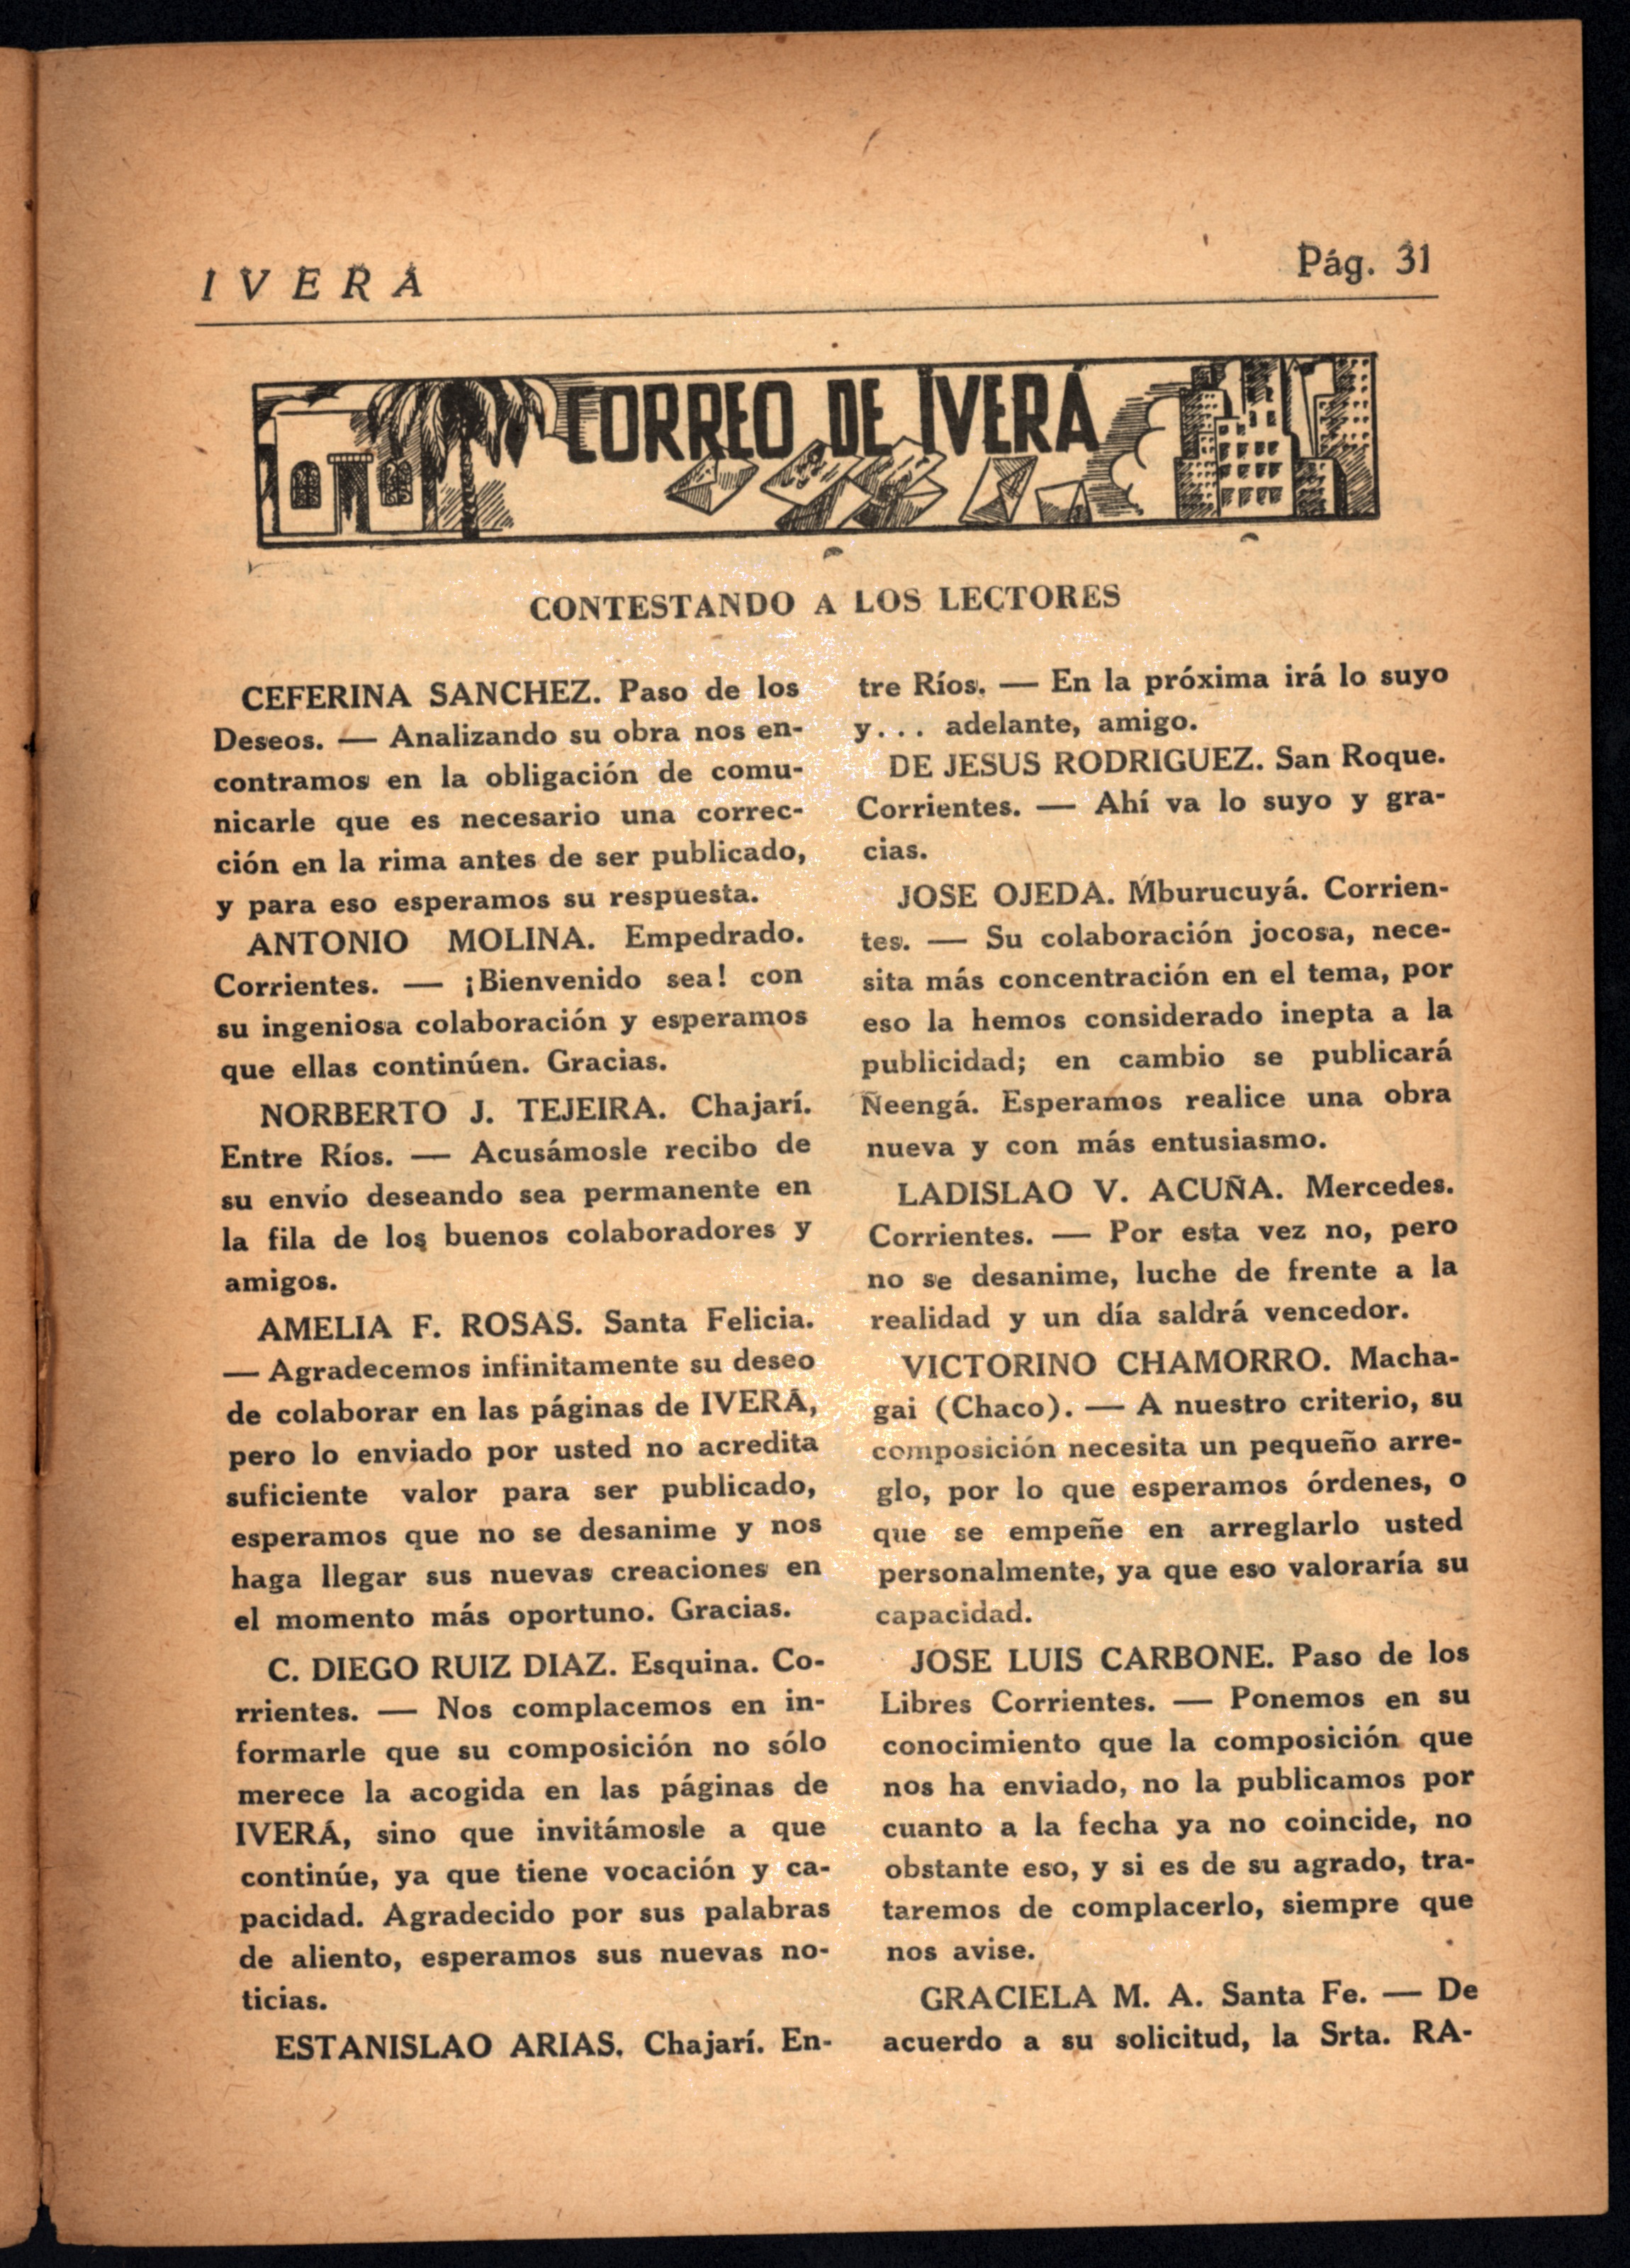 IVERA
Pág. 31
CORREO DE IVERÁ
CONTESTANDO A LOS LECTORES
CEFERINA SANCHEZ. Paso de los
Deseos. — Analizando su obra nos en-
contramos en la obligación de comu-
nicarle que es necesario una correc-
ción en la rima antes de ser publicado,
y para eso esperamos su respuesta.
ANTONIO MOLINA. Empedrado.
Corrientes. — ¡Bienvenido sea! con
su ingeniosa colaboración y esperamos
que ellas continúen. Gracias.
NORBERTO J. TEJEIRA. Chajarí.
Entre Ríos. — Acusámosle recibo de
su envío deseando sea permanente en
la fila de los buenos colaboradores y
amigos.
AMELIA F. ROSAS. Santa Felicia.
— Agradecemos infinitamente su deseo
de colaborar en las páginas de IVERÁ,
pero lo enviado por usted no acredita
suficiente valor para ser publicado,
esperamos que no se desanime y nos
haga llegar sus nuevas creaciones en
el momento más oportuno. Gracias.
C. DIEGO RUIZ DIAZ. Esquina. Co-
rrientes. — Nos complacemos en in-
formarle que su composición no sólo
merece la acogida en las páginas de
IVERÁ, sino que invitámosle a que
continúe, ya que tiene vocación y ca-
pacidad. Agradecido por sus palabras
de aliento, esperamos sus nuevas no-
ticias.
ESTANISLAO ARIAS. Chajarí. En-
tre Ríos. — En la próxima irá lo suyo
y... adelante, amigo.
DE JESUS RODRIGUEZ. San Roque.
Corrientes. — Ahí va lo suyo y gra-
cias.
JOSE OJEDA. Mburucuyá. Corrien-
tes. — Su colaboración jocosa, nece-
sita más concentración en el tema, por
eso la hemos considerado inepta a la
publicidad; en cambio se publicará
Ñeengá. Esperamos realice una obra
nueva y con más entusiasmo.
LADISLAO V. ACUÑA. Mercedes.
Corrientes. — Por esta vez no, pero
no se desanime, luche de frente a la
realidad y un día saldrá vencedor.
VICTORINO CHAMORRO. Macha-
gai (Chaco). — A nuestro criterio, su
composición necesita un pequeño arre-
glo, por lo que esperamos órdenes, o
que se empeñe en arreglarlo usted
personalmente, ya que eso valoraría su
capacidad.
JOSE LUIS CARBONE. Paso de los
Libres Corrientes. — Ponemos en su
conocimiento que la composición que
nos ha enviado, no la publicamos por
cuanto a la fecha ya no coincide, no
obstante eso, y si es de su agrado, tra-
taremos de complacerlo, siempre que
nos avise.
GRACIELA M. A. Santa Fe. — De
acuerdo a su solicitud, la Srta. RA-